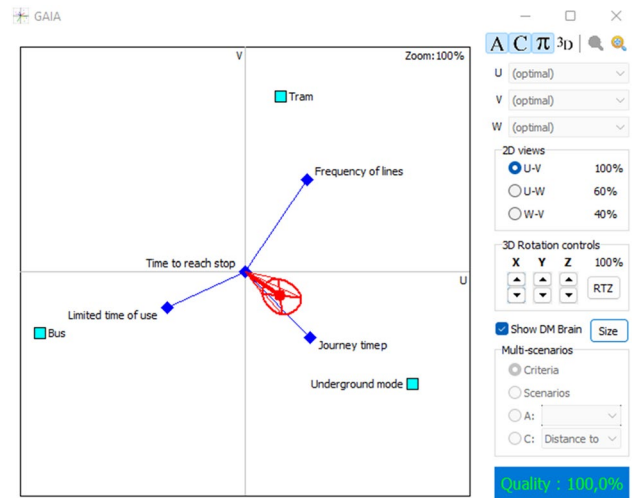 GAIA
A C π 3D
V
Zoom:100%
U (optimal)
Tram
V (optimal)
W (optimal)
2D views
Frequency of lines
U-V 100%
U-W 60%
W-V 40%
3D Rotation controls
Time to reach stop
X Y Z 100%
U
RTZ
Limited time of use
Bus
Show DM Brain Size
Journey timep
Multi-scenarios
Criteria
Underground mode
Scenarios
A:
C: Distance to
Quality : 100,0%